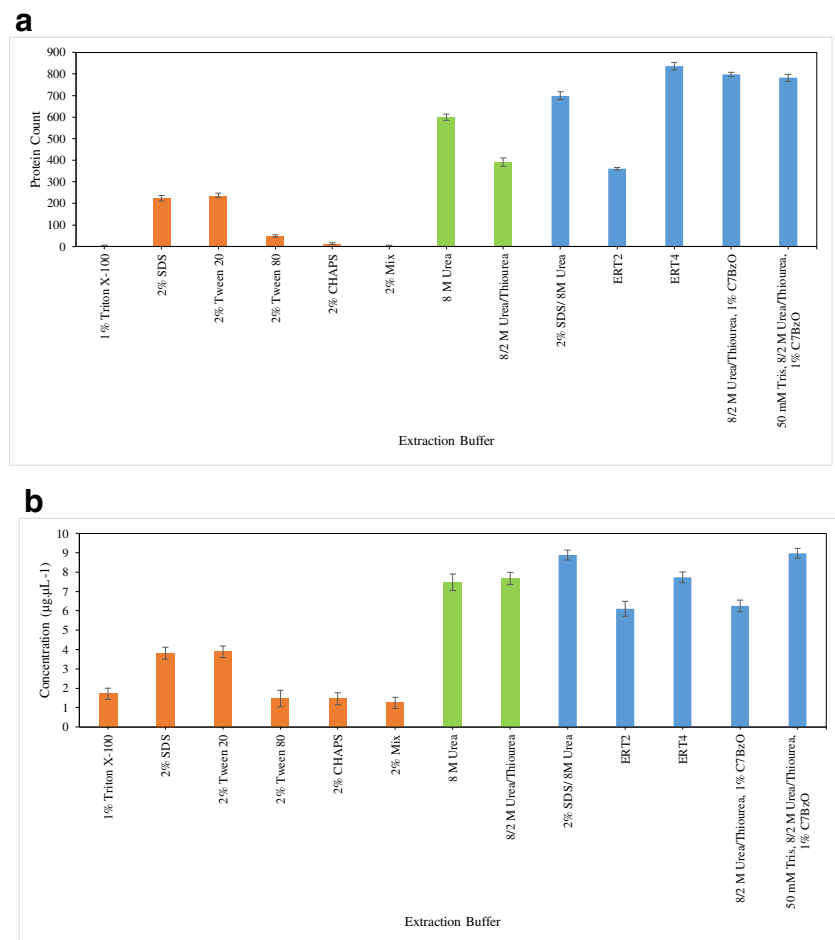 a
900
800
700
600
500
400
300
200
100
0
Protein Count
1% Triton X-100
2% SDS
2% Tween 20
2% Tween 80
2% CHAPS
2% Mix
8 M Urea
8/2 M Urea/Thiourea
2% SDS/ 8M Urea
ERT2
ERT4
8/2 M Urea/Thiourea, 1% C7BzO
50 mM Tris, 8/2 M Urea/Thiourea,
1% C7BzO
Extraction Buffer
b
10
9
8
7
6
5
4
3
2
1
0
Concentration (µg.µL-1)
1% Triton X-100
2% SDS
2% Tween 20
2% Tween 80
2% CHAPS
2% Mix
8 M Urea
8/2 M Urea/Thiourea
2% SDS/ 8M Urea
ERT2
ERT4
8/2 M Urea/Thiourea, 1% C7BzO
50 mM Tris, 8/2 M Urea/Thiourea,
1% C7BzO
Extraction Buffer